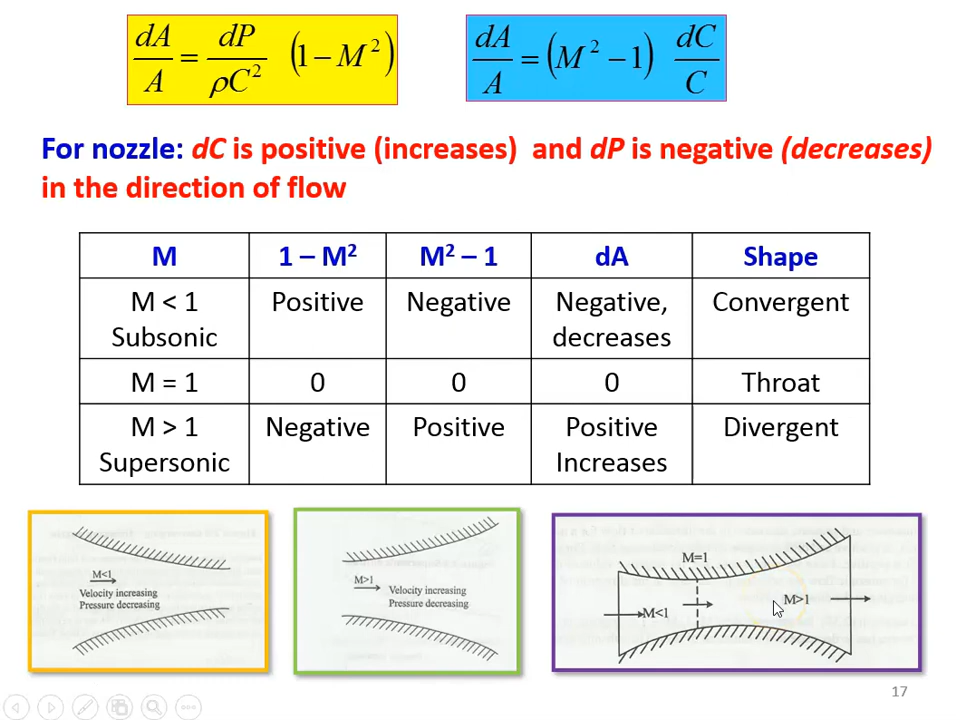 dA/A = dP/ρC² (1 − M²)
dA/A = (M² − 1) dC/C
For nozzle: dC is positive (increases) and dP is negative (decreases)
in the direction of flow
M 1 – M² M² – 1 dA Shape
M < 1 Subsonic Positive Negative Negative, decreases Convergent
M = 1 0 0 0 Throat
M > 1 Supersonic Negative Positive Positive Increases Divergent
M<1
Velocity increasing
Pressure decreasing
M>1
Velocity increasing
Pressure decreasing
M=1
M<1
M>1
17